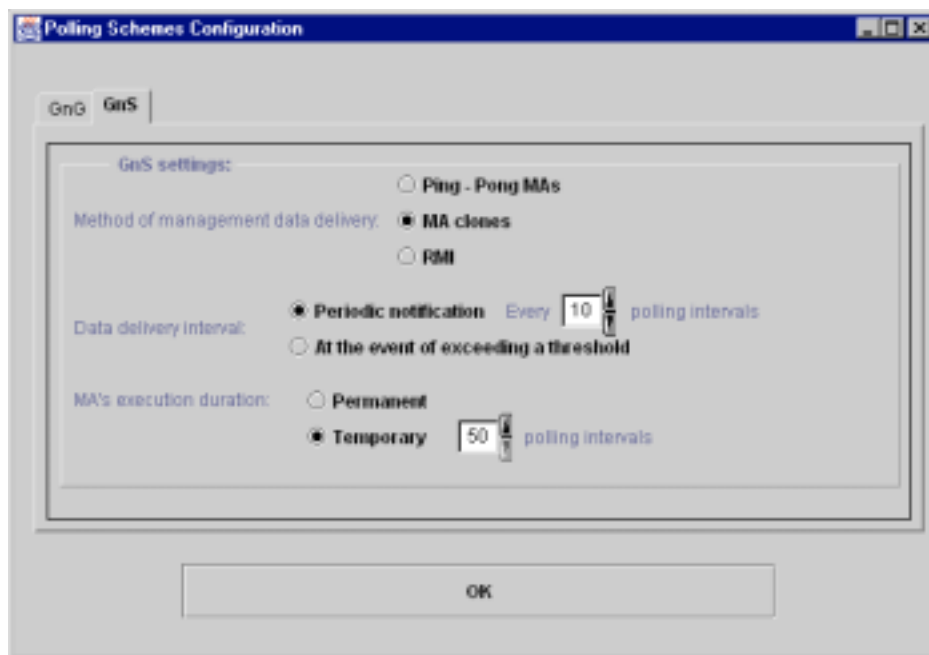 Polling Schemes Configuration
GnG GnS
GnS settings:
Method of management data delivery:
Ping - Pong MAs
MA clones
RMI
Data delivery interval:
Periodic notification Every 10 polling intervals
At the event of exceeding a threshold
MA's execution duration:
Permanent
Temporary 50 polling intervals
OK